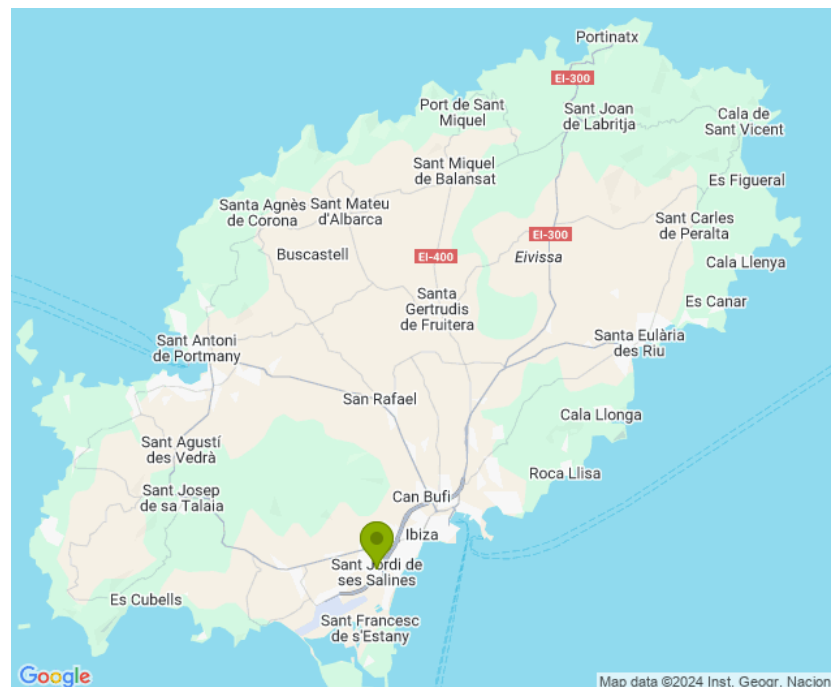 Portinatx
EI-300
Port de Sant
Miquel
Sant Joan
de Labritja
Cala de
Sant Vicent
Sant Miquel
de Balansat
Es Figueral
Santa Agnès
de Corona
Sant Mateu
d'Albarca
Sant Carles
de Peralta
EI-300
Buscastell
EI-400
Eivissa
Cala Llenya
Santa
Gertrudis
de Fruitera
Es Canar
Sant Antoni
de Portmany
Santa Eulària
des Riu
San Rafael
Cala Llonga
Sant Agustí
des Vedrà
Roca Llisa
Sant Josep
de sa Talaia
Can Bufi
Ibiza
Sant Jordi de
ses Salines
Es Cubells
Sant Francesc
de s'Estany
Google
Map data ©2024 Inst. Geogr. Nacion